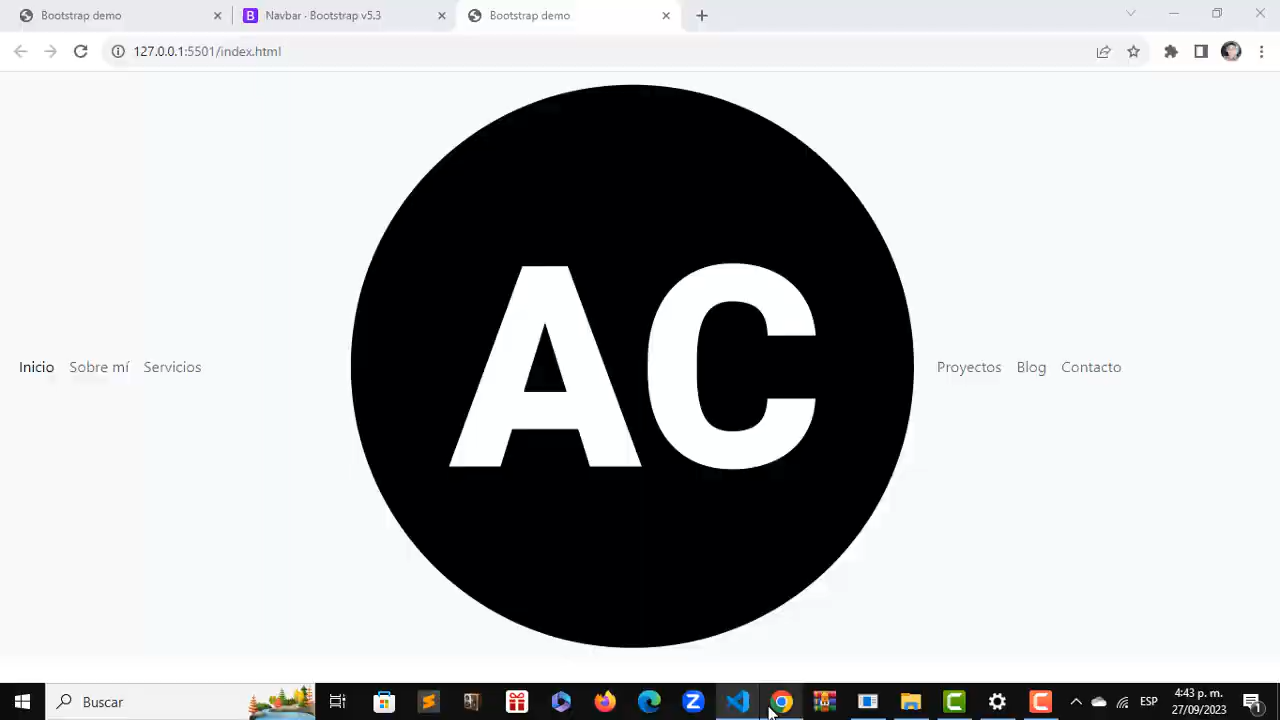 Bootstrap demo
Navbar · Bootstrap v5.3
Bootstrap demo
127.0.0.1:5501/index.html
AC
Inicio Sobre mí Servicios
Proyectos Blog Contacto
Buscar
ESP
4:43 p. m.
27/09/2023
1